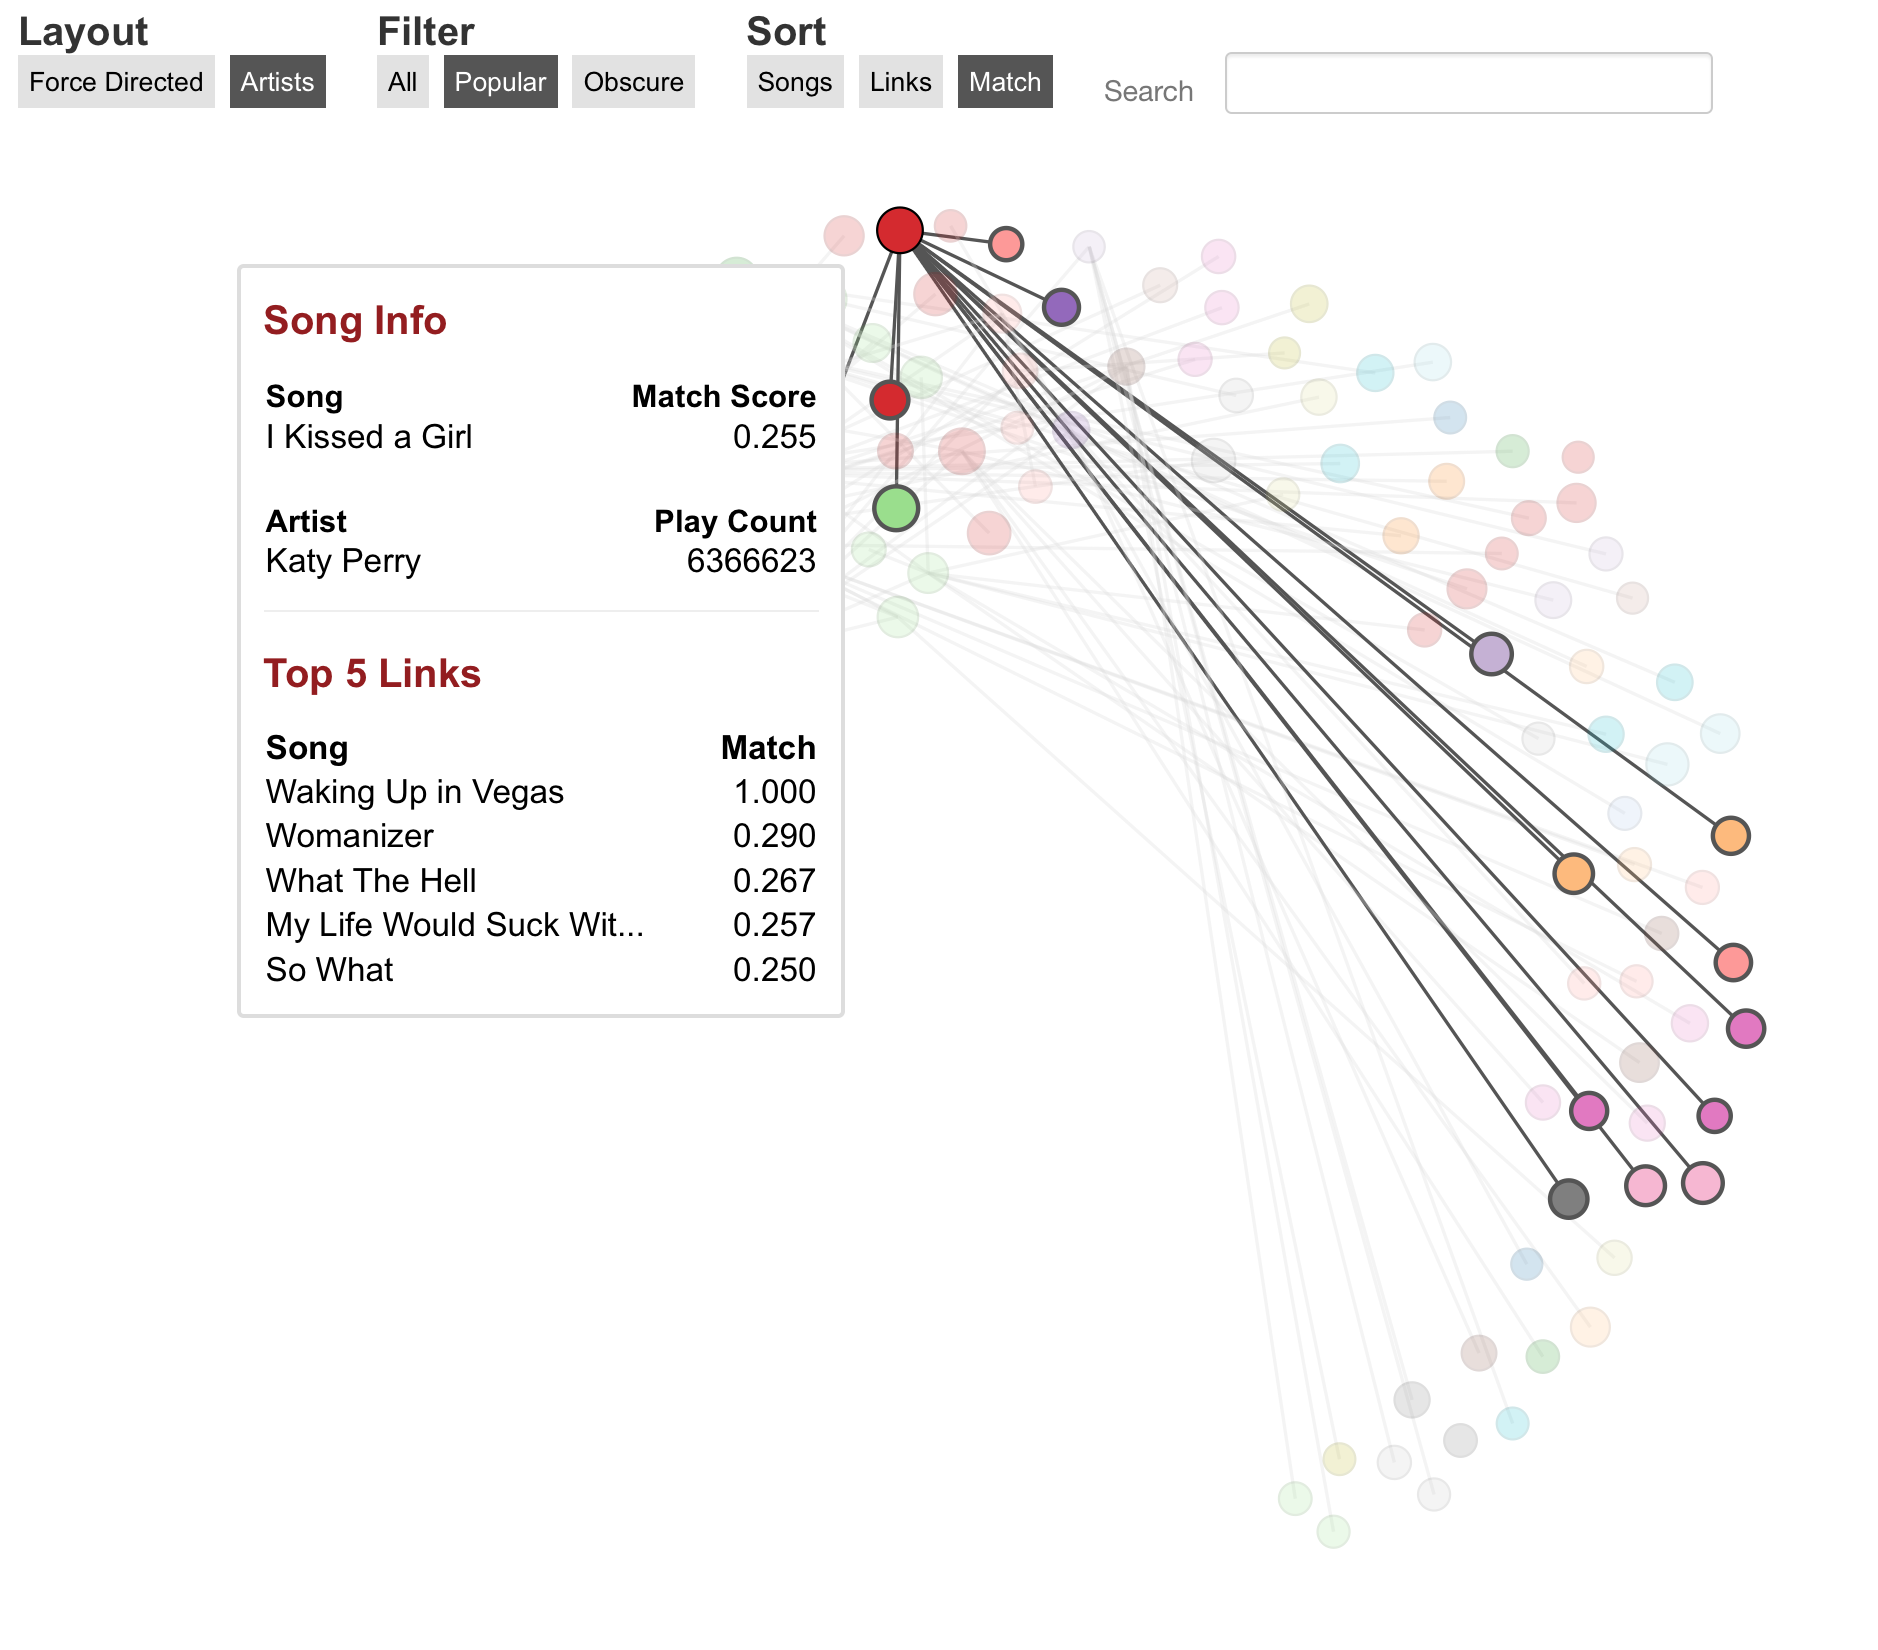 Layout
Filter
Sort
Force Directed Artists All Popular Obscure Songs Links Match Search
Song Info
Song Match Score
I Kissed a Girl 0.255
Artist Play Count
Katy Perry 6366623
Top 5 Links
Song Match
Waking Up in Vegas 1.000
Womanizer 0.290
What The Hell 0.267
My Life Would Suck Wit... 0.257
So What 0.250